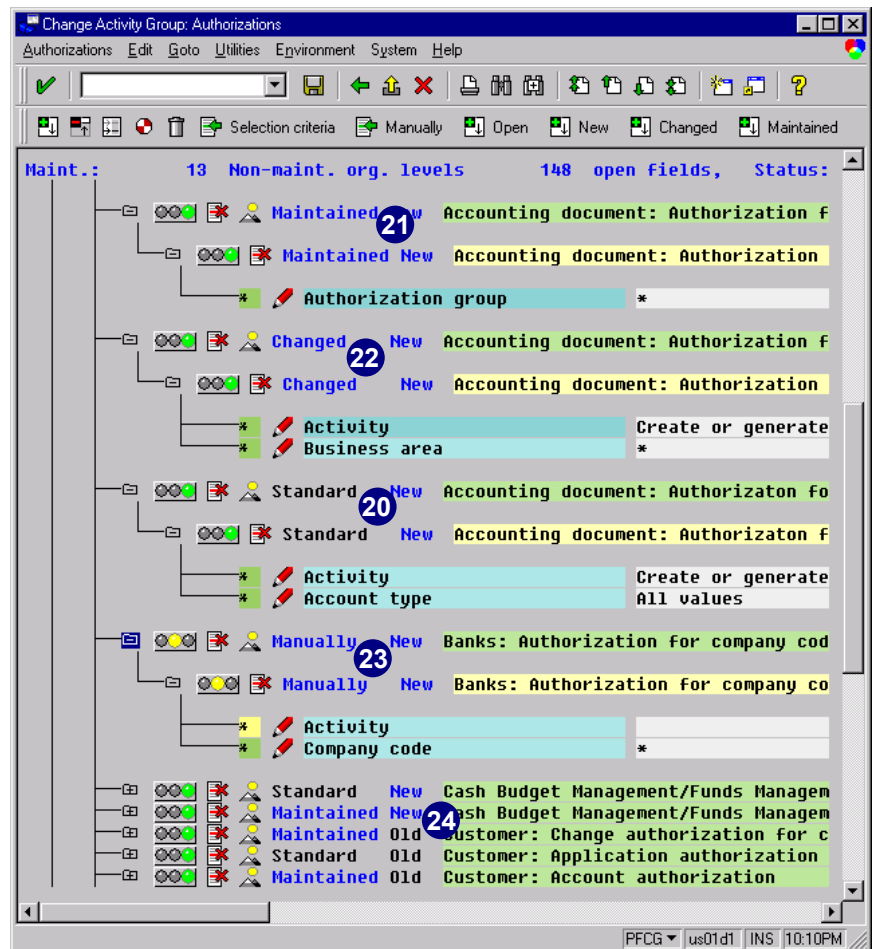 Change Activity Group: Authorizations
Authorizations Edit Goto Utilities Environment System Help
Selection criteria Manually Open New Changed Maintained
Maint.: 13 Non-maint. org. levels 148 open fields, Status:
Maintained Accounting document: Authorization f
21
Maintained New Accounting document: Authorization
* Authorization group *
Changed New Accounting document: Authorization f
22
Changed New Accounting document: Authorization
* Activity Create or generate
* Business area *
Standard New Accounting document: Authorizaton fo
20
Standard New Accounting document: Authorizaton f
* Activity Create or generate
* Account type All values
Manually New Banks: Authorization for company cod
23
Manually New Banks: Authorization for company co
* Activity
* Company code *
Standard New Cash Budget Management/Funds Managem
Maintained New Cash Budget Management/Funds Managem
24
Maintained Old Customer: Change authorization for c
Standard Old Customer: Application authorization
Maintained Old Customer: Account authorization
PFCG us01d1 INS 10:10PM